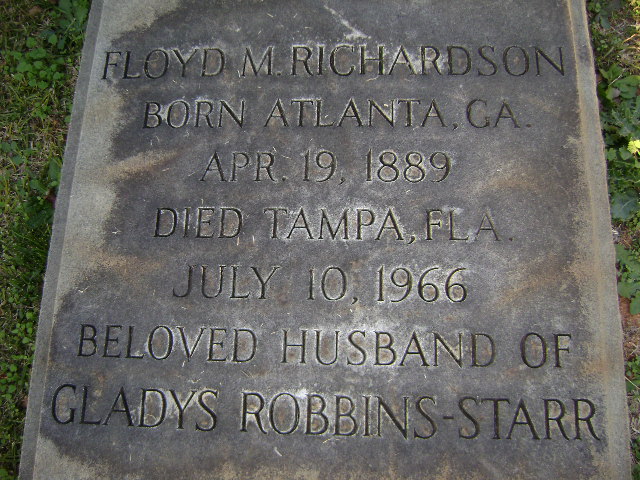 FLOYD M. RICHARDSON
BORN ATLANTA, GA.
APR. 19, 1889
DIED TAMPA, FLA.
JULY 10, 1966
BELOVED HUSBAND OF
GLADYS ROBBINS-STARR